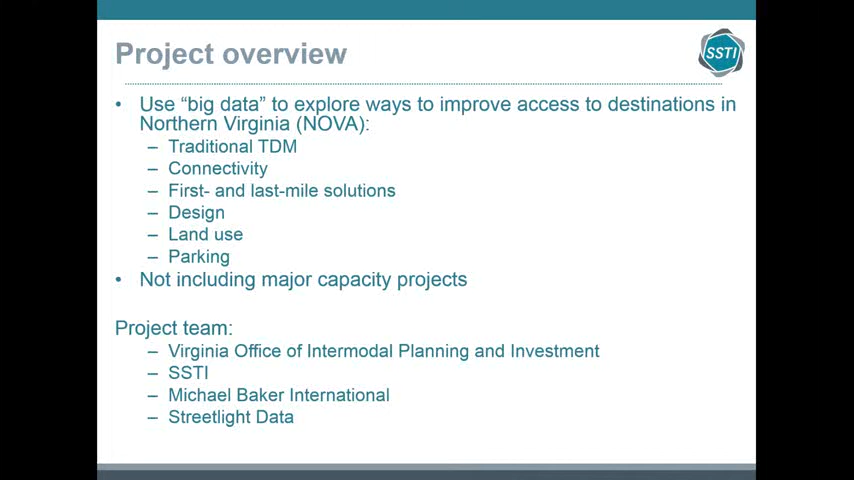 Project overview
SSTI
• Use “big data” to explore ways to improve access to destinations in
Northern Virginia (NOVA):
– Traditional TDM
– Connectivity
– First- and last-mile solutions
– Design
– Land use
– Parking
• Not including major capacity projects
Project team:
– Virginia Office of Intermodal Planning and Investment
– SSTI
– Michael Baker International
– Streetlight Data